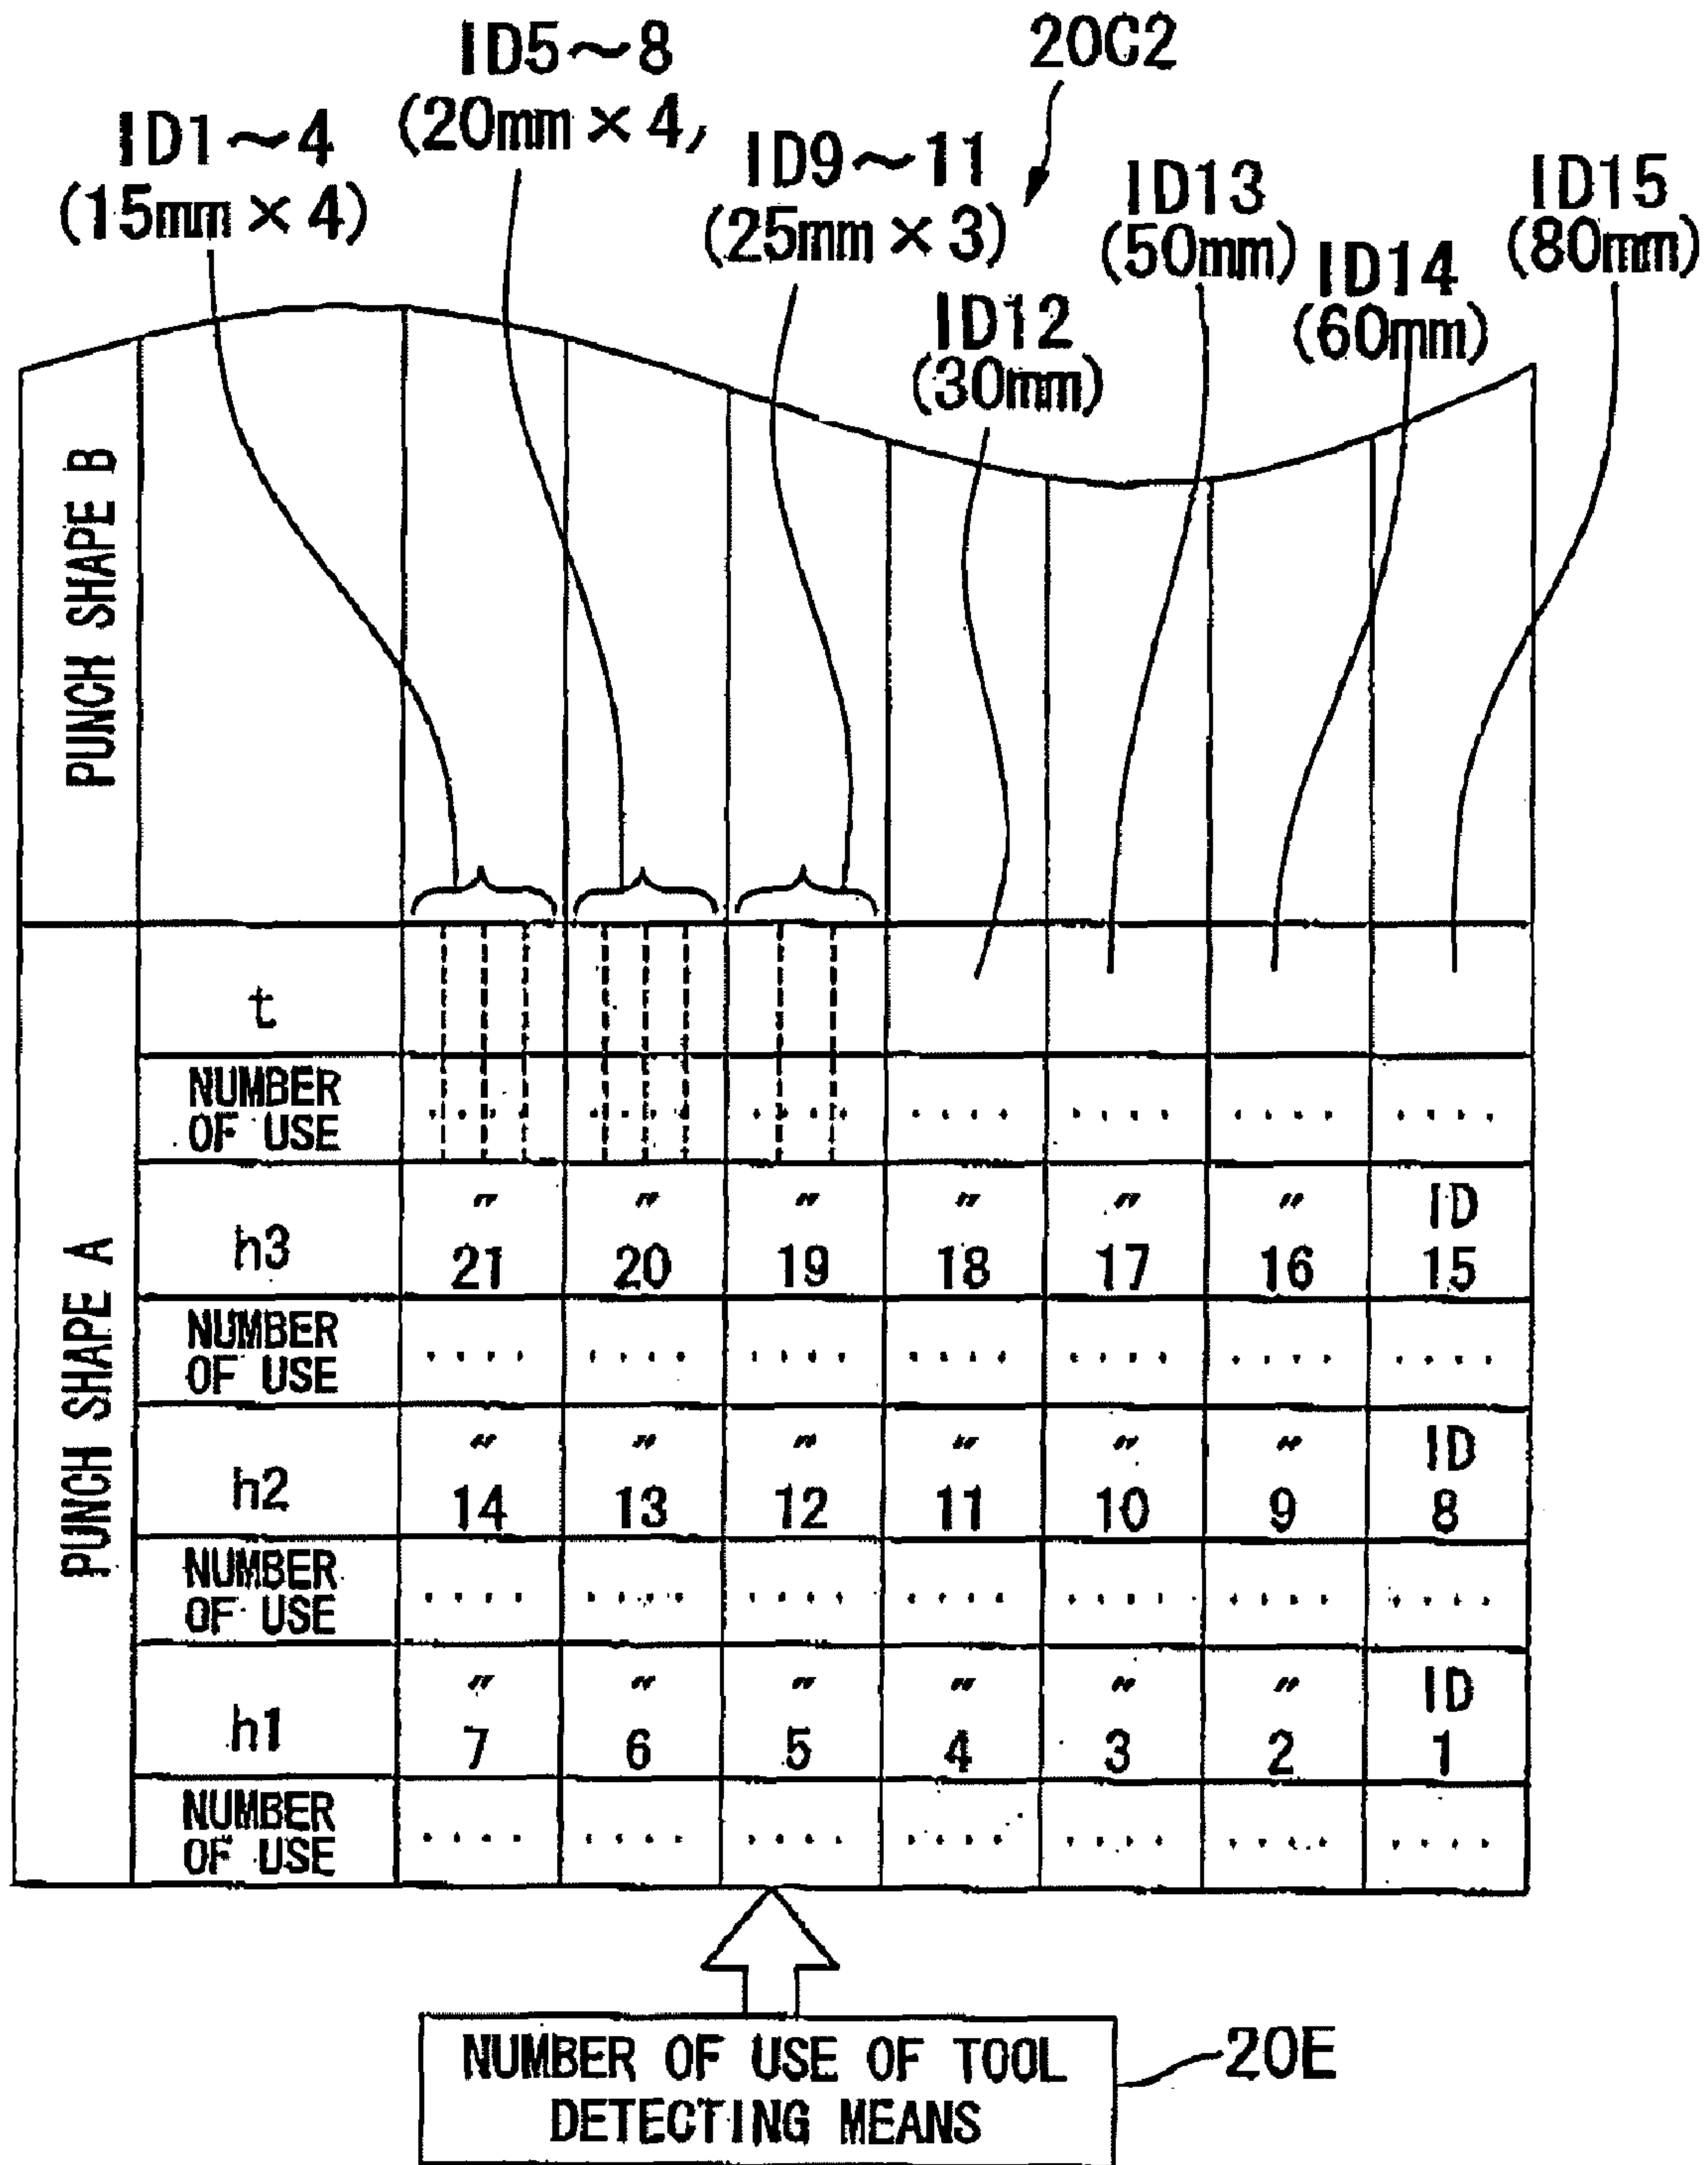 ID5～8
20C2
ID1～4
(20mm × 4,
ID9～11
ID13
ID15
(15mm × 4)
(25mm × 3)
(50mm)
ID14
(80mm)
ID12
(60mm)
(30mm)
PUNCH SHAPE B
PUNCH SHAPE A
t
NUMBER
OF USE
.... .... .... .... .... .... ....
〃 〃 〃 〃 〃 〃 ID
h3 21 20 19 18 17 16 15
NUMBER
OF USE
.... .... .... .... .... .... ....
〃 〃 〃 〃 〃 〃 ID
h2 14 13 12 11 10 9 8
NUMBER
OF USE
.... .... .... .... .... .... ....
〃 〃 〃 〃 〃 〃 ID
h1 7 6 5 4 3 2 1
NUMBER
OF USE
.... .... .... .... .... .... ....
NUMBER OF USE OF TOOL
DETECTING MEANS
20E